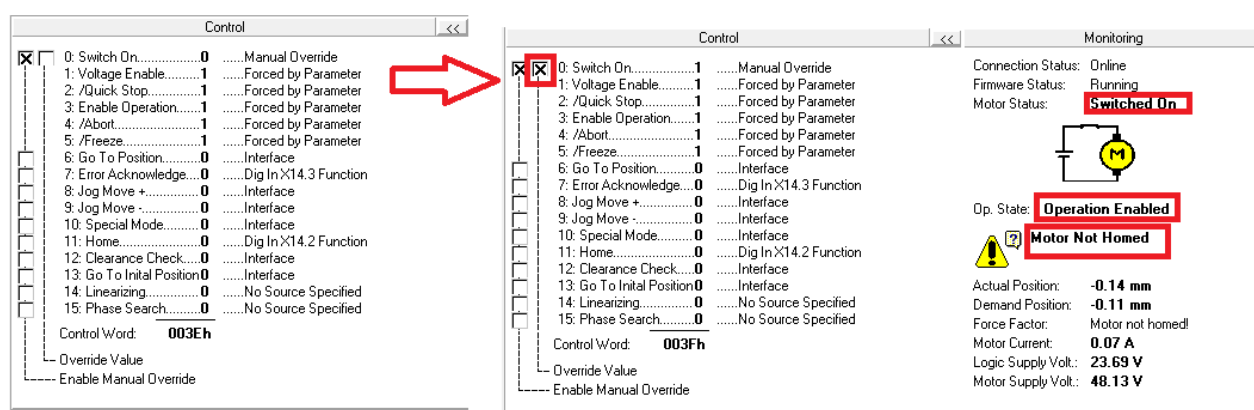 Control <<
0: Switch On................0 ......Manual Override
1: Voltage Enable..........1 ......Forced by Parameter
2: /Quick Stop...............1 ......Forced by Parameter
3: Enable Operation.......1 ......Forced by Parameter
4: /Abort.......................1 ......Forced by Parameter
5: /Freeze.....................1 ......Forced by Parameter
6: Go To Position...........0 ......Interface
7: Error Acknowledge....0 ......Dig In X14.3 Function
8: Jog Move +...............0 ......Interface
9: Jog Move -................0 ......Interface
10: Special Mode...........0 ......Interface
11: Home......................0 ......Dig In X14.2 Function
12: Clearance Check.....0 ......Interface
13: Go To Inital Position0 ......Interface
14: Linearizing...............0 ......No Source Specified
15: Phase Search..........0 ......No Source Specified
Control Word: 003Eh
Override Value
Enable Manual Override
Control <<
0: Switch On................1 ......Manual Override
1: Voltage Enable..........1 ......Forced by Parameter
2: /Quick Stop...............1 ......Forced by Parameter
3: Enable Operation.......1 ......Forced by Parameter
4: /Abort.......................1 ......Forced by Parameter
5: /Freeze.....................1 ......Forced by Parameter
6: Go To Position...........0 ......Interface
7: Error Acknowledge....0 ......Dig In X14.3 Function
8: Jog Move +...............0 ......Interface
9: Jog Move -................0 ......Interface
10: Special Mode...........0 ......Interface
11: Home......................0 ......Dig In X14.2 Function
12: Clearance Check.....0 ......Interface
13: Go To Inital Position0 ......Interface
14: Linearizing...............0 ......No Source Specified
15: Phase Search..........0 ......No Source Specified
Control Word: 003Fh
Override Value
Enable Manual Override
Monitoring
Connection Status: Online
Firmware Status: Running
Motor Status: Switched On
M
Op. State: Operation Enabled
Motor Not Homed
Actual Position: -0.14 mm
Demand Position: -0.11 mm
Force Factor: Motor not homed!
Motor Current: 0.07 A
Logic Supply Volt.: 23.69 V
Motor Supply Volt.: 48.13 V